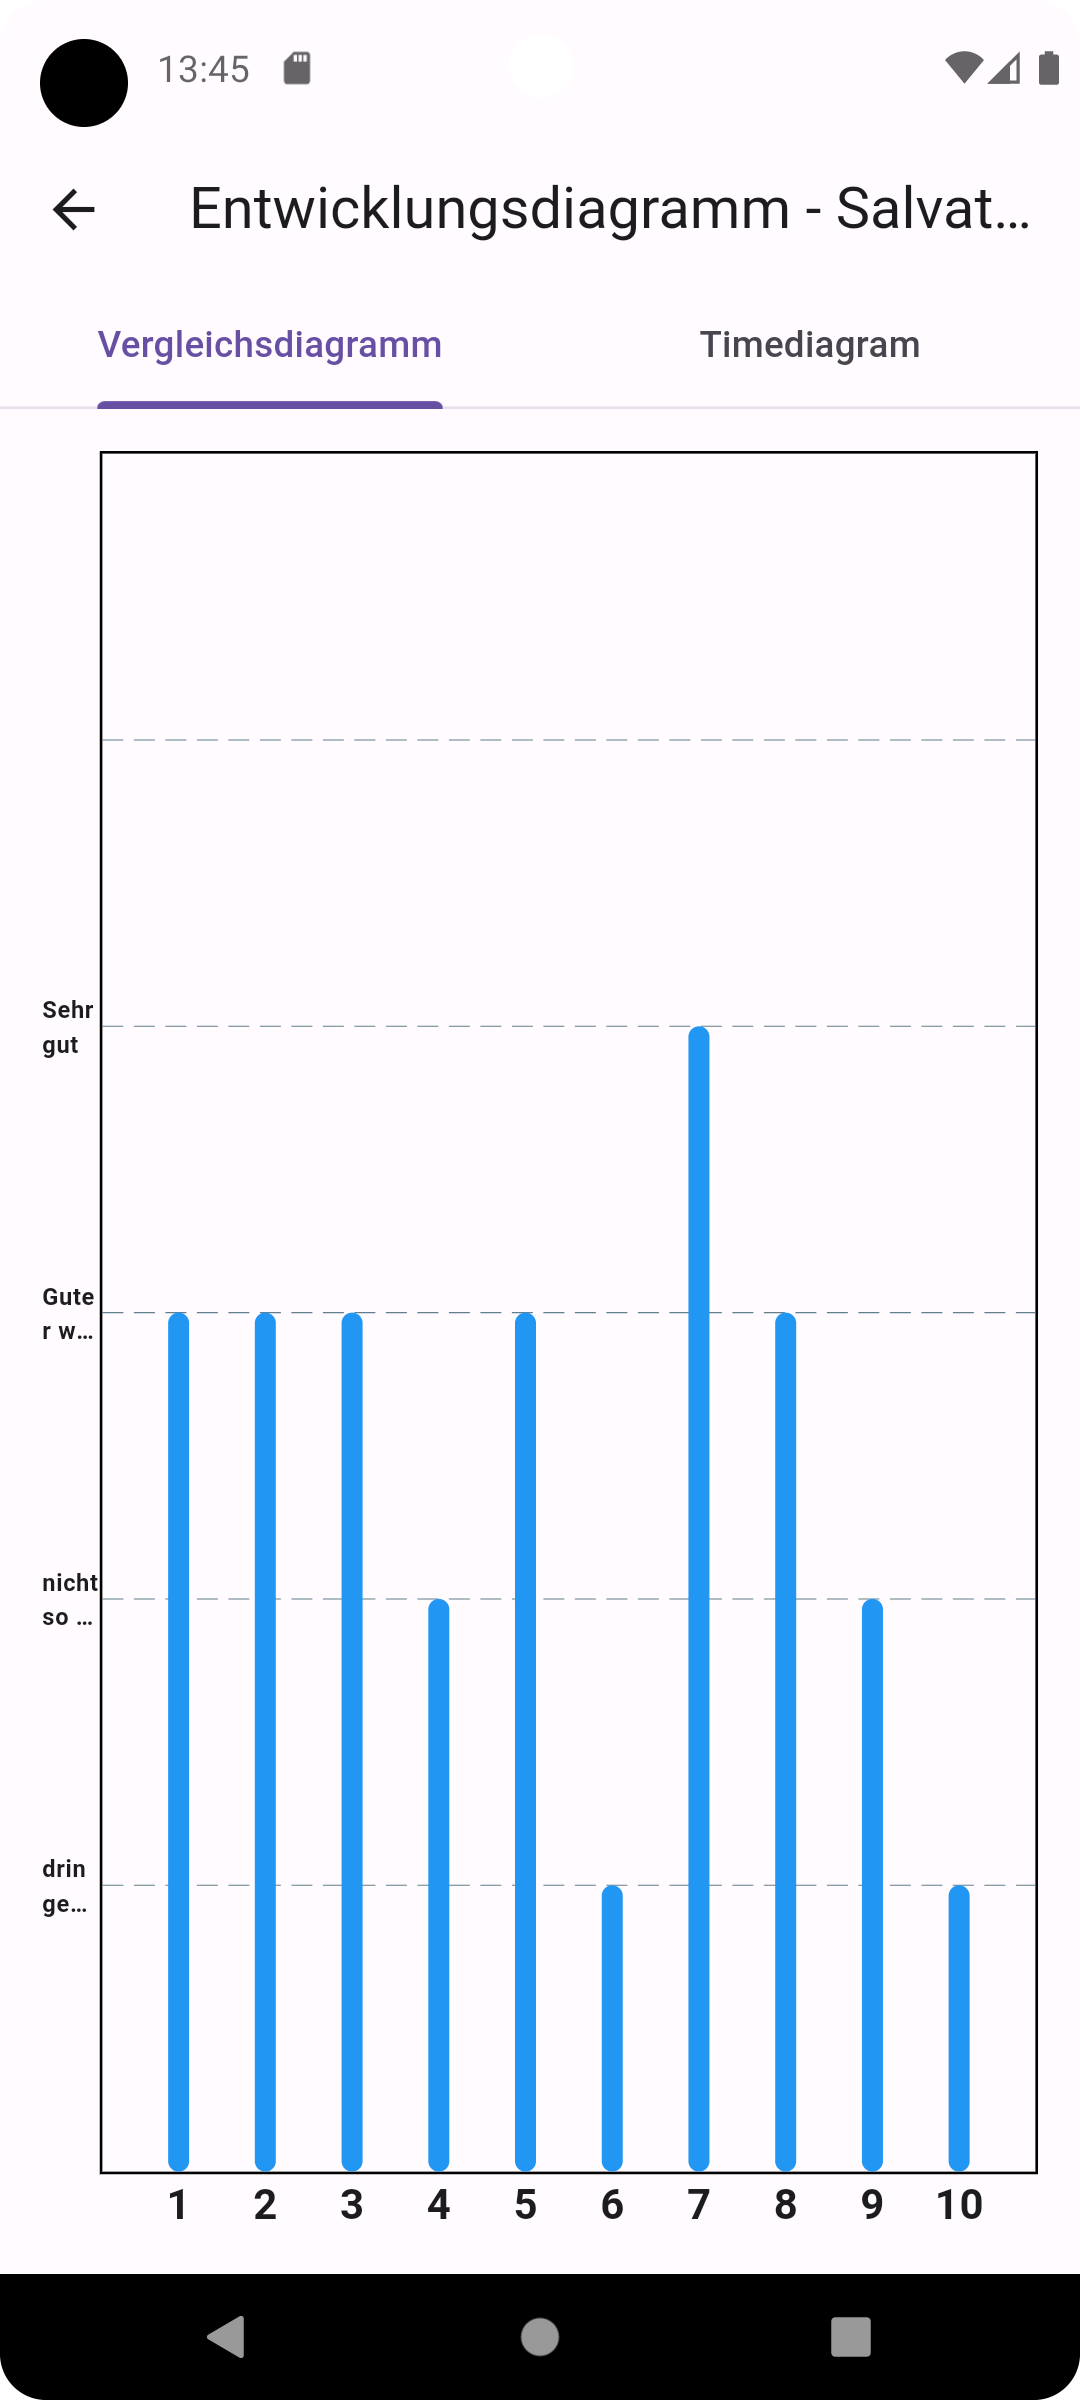 13:45
Entwicklungsdiagramm - Salvat...
Vergleichsdiagramm
Timediagram
Sehr
gut
Gute
r w...
nicht
so ...
drin
ge...
1 2 3 4 5 6 7 8 9 10